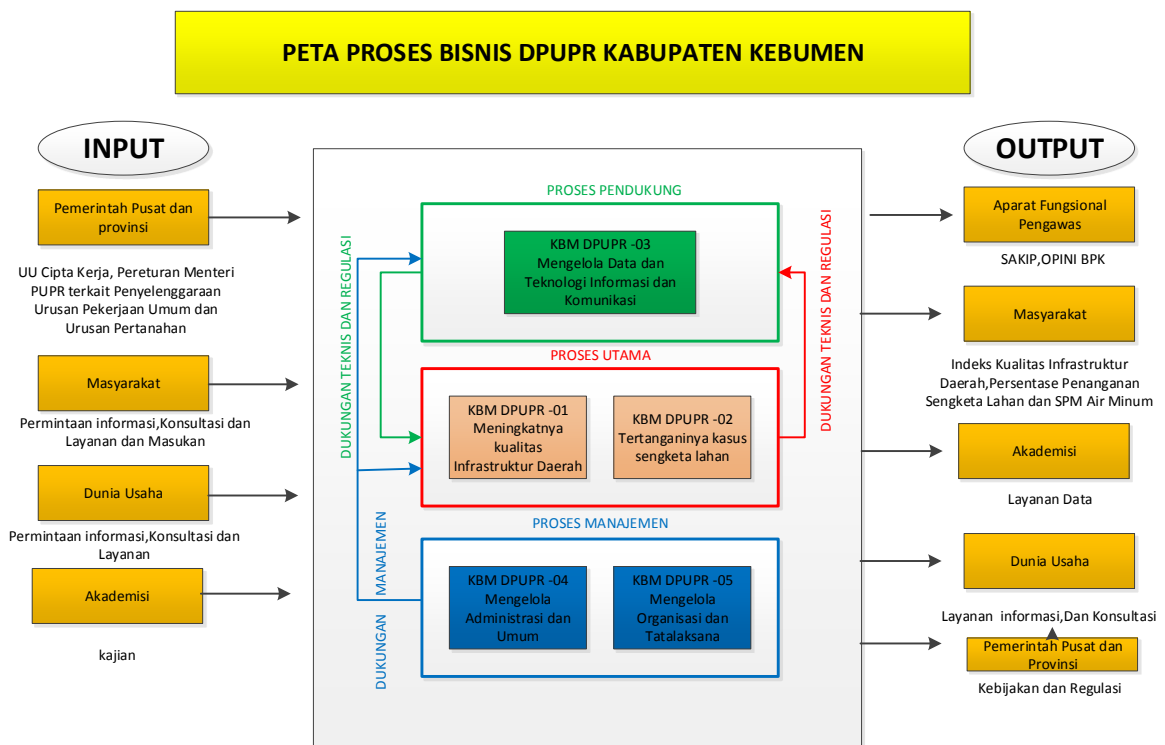 PETA PROSES BISNIS DPUPR KABUPATEN KEBUMEN
INPUT
Pemerintah Pusat dan
provinsi
UU Cipta Kerja, Pereturan Menteri
PUPR terkait Penyelenggaraan
Urusan Pekerjaan Umum dan
Urusan Pertanahan
Masyarakat
Permintaan informasi,Konsultasi dan
Layanan dan Masukan
Dunia Usaha
Permintaan informasi,Konsultasi dan
Layanan
Akademisi
kajian
DUKUNGAN TEKNIS DAN REGULASI
DUKUNGAN MANAJEMEN
PROSES PENDUKUNG
KBM DPUPR -03
Mengelola Data dan
Teknologi Informasi dan
Komunikasi
PROSES UTAMA
KBM DPUPR -01
Meningkatnya
kualitas
Infrastruktur Daerah
KBM DPUPR -02
Tertanganinya kasus
sengketa lahan
PROSES MANAJEMEN
KBM DPUPR -04
Mengelola
Administrasi dan
Umum
KBM DPUPR -05
Mengelola
Organisasi dan
Tatalaksana
DUKUNGAN TEKNIS DAN REGULASI
OUTPUT
Aparat Fungsional
Pengawas
SAKIP,OPINI BPK
Masyarakat
Indeks Kualitas Infrastruktur
Daerah,Persentase Penanganan
Sengketa Lahan dan SPM Air Minum
Akademisi
Layanan Data
Dunia Usaha
Layanan informasi,Dan Konsultasi
Pemerintah Pusat dan
Provinsi
Kebijakan dan Regulasi